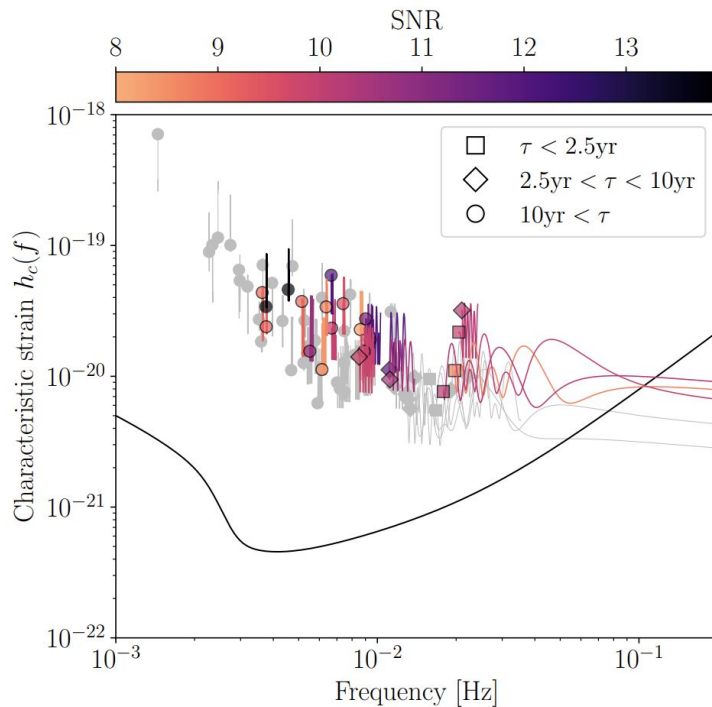 SNR
8 9 10 11 12 13
10⁻¹⁸
10⁻¹⁹
10⁻²⁰
10⁻²¹
10⁻²²
Characteristic strain h_c(f)
τ < 2.5yr
2.5yr < τ < 10yr
10yr < τ
10⁻³ 10⁻² 10⁻¹
Frequency [Hz]